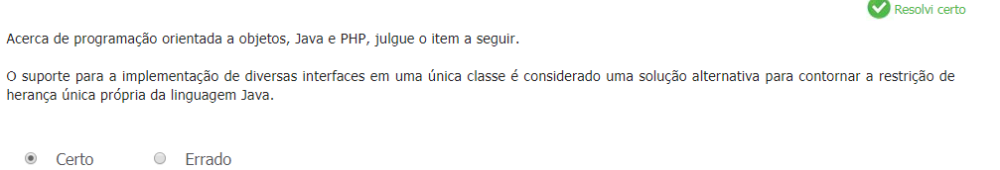 Resolvi certo
Acerca de programação orientada a objetos, Java e PHP, julgue o item a seguir.
O suporte para a implementação de diversas interfaces em uma única classe é considerado uma solução alternativa para contornar a restrição de
herança única própria da linguagem Java.
Certo Errado